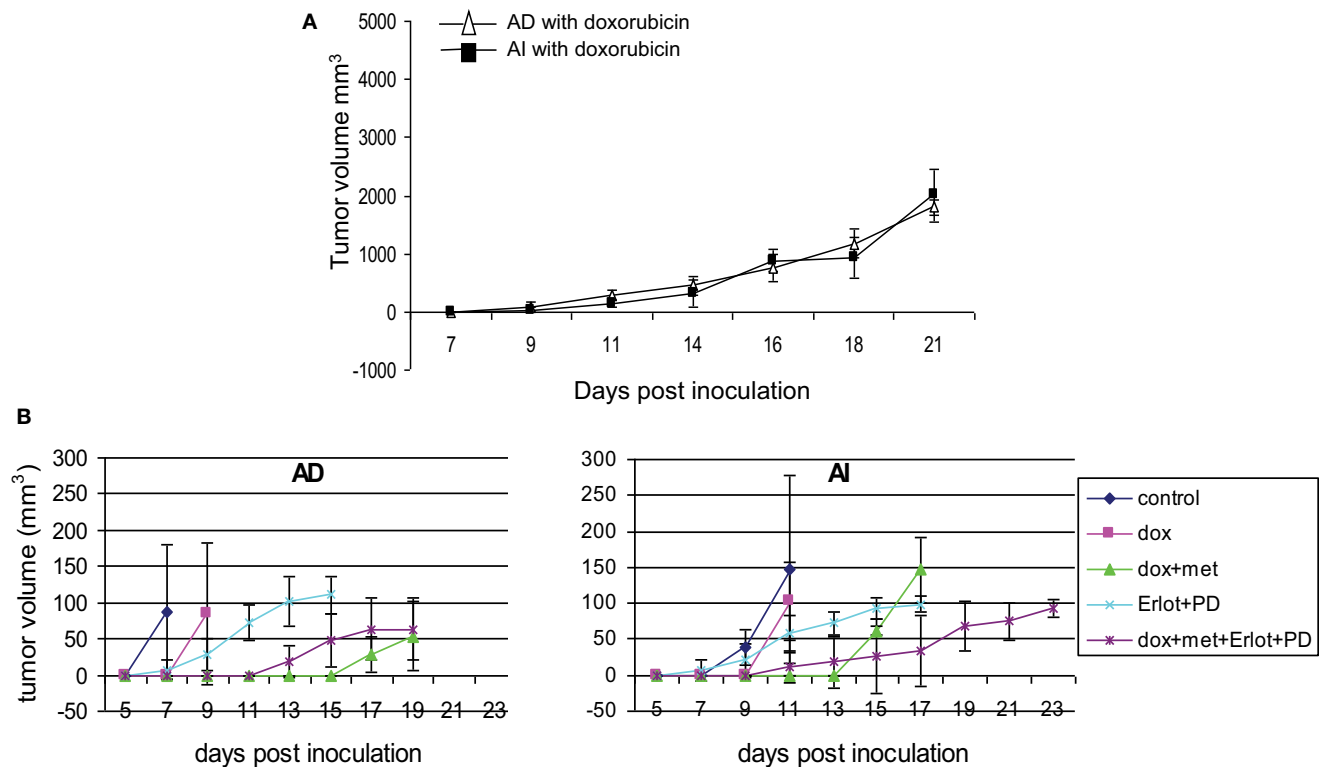 A
AD with doxorubicin
AI with doxorubicin
Tumor volume mm³
5000
4000
3000
2000
1000
0
-1000
7 9 11 14 16 18 21
Days post inoculation
B
AD
tumor volume (mm³)
300
250
200
150
100
50
0
-50
5 7 9 11 13 15 17 19 21 23
days post inoculation
AI
300
250
200
150
100
50
0
-50
5 7 9 11 13 15 17 19 21 23
days post inoculation
control
dox
dox+met
Erlot+PD
dox+met+Erlot+PD